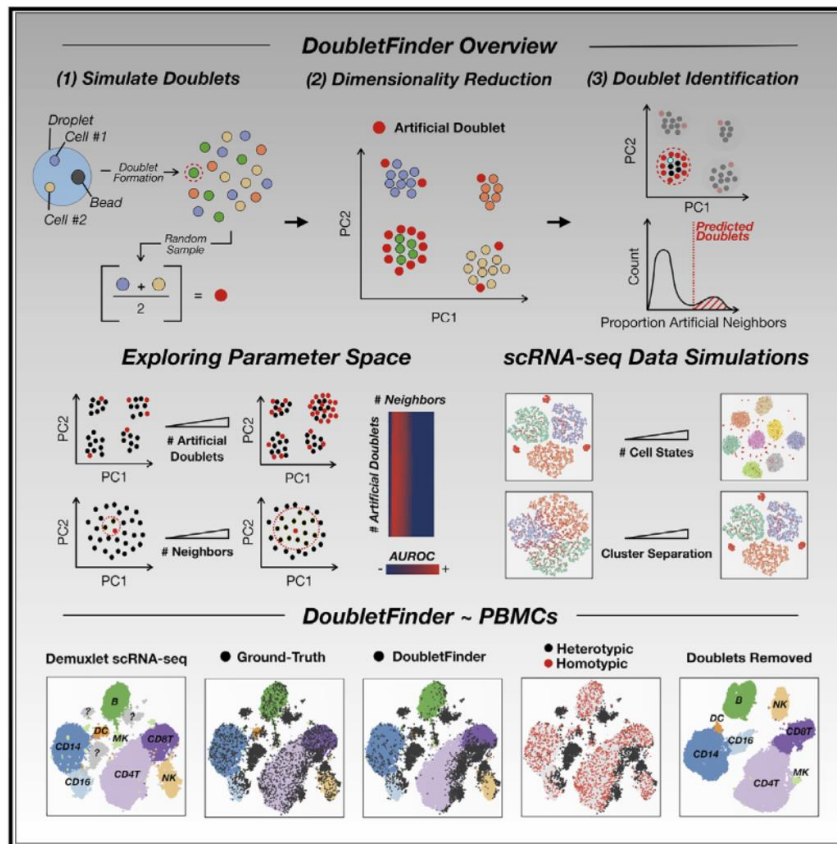 DoubletFinder Overview
(1) Simulate Doublets
(2) Dimensionality Reduction
(3) Doublet Identification
Droplet
Cell #1
Doublet
Formation
Bead
Cell #2
Random
Sample
+
2
=
Artificial Doublet
PC2
PC1
PC2
PC1
Predicted
Doublets
Count
Proportion Artificial Neighbors
Exploring Parameter Space
PC2
PC1
# Artificial
Doublets
PC2
PC1
PC2
PC1
# Neighbors
PC2
PC1
# Neighbors
# Artificial Doublets
AUROC
- +
scRNA-seq Data Simulations
# Cell States
Cluster Separation
DoubletFinder ~ PBMCs
Demuxlet scRNA-seq
B
?
?
DC
MK
CD14
?
CD8T
CD4T
CD16
NK
Ground-Truth
DoubletFinder
Heterotypic
Homotypic
Doublets Removed
B
NK
DC
CD14
CD16
CD8T
CD4T
MK